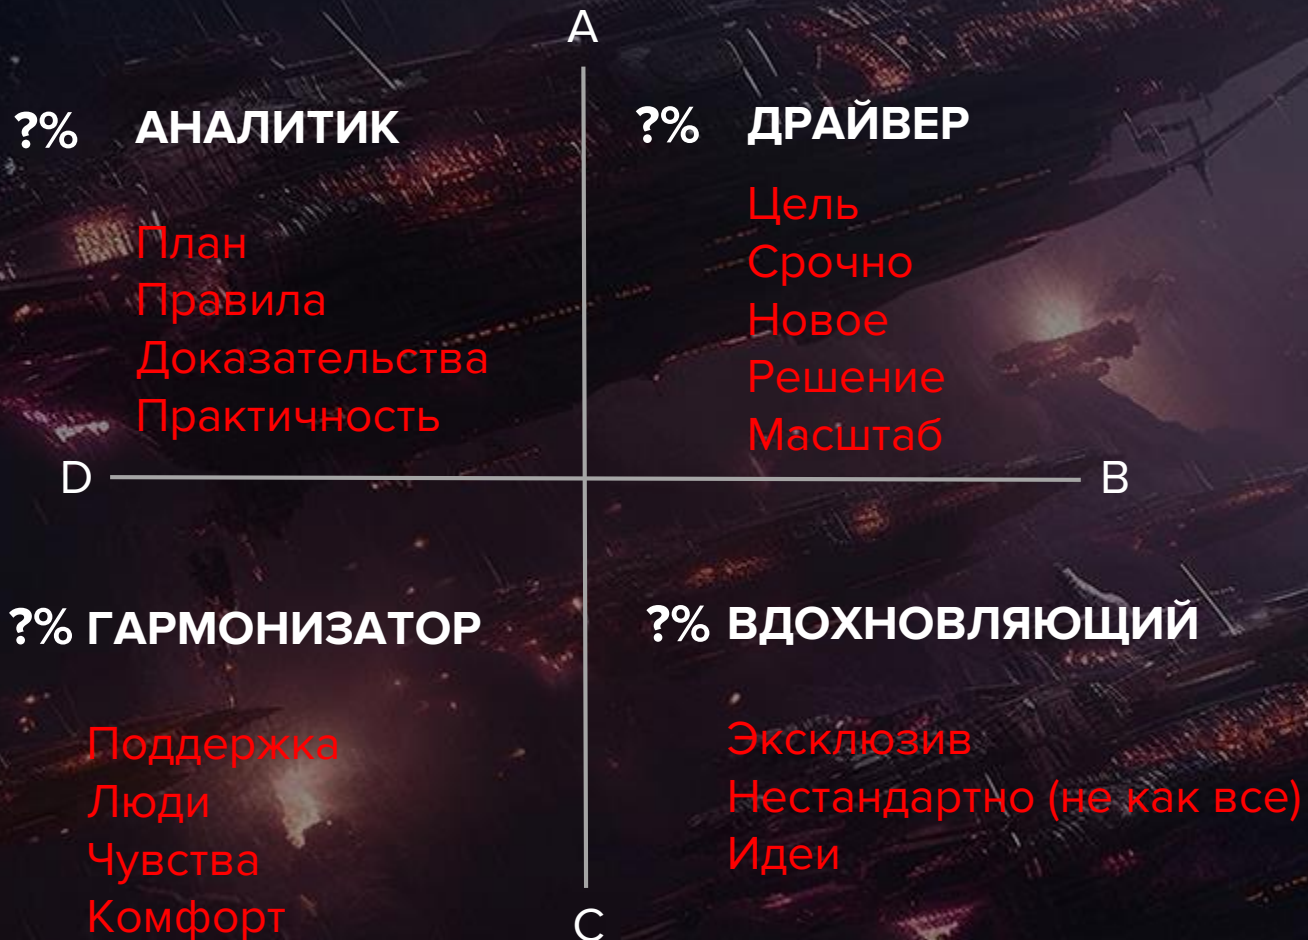 A
?% АНАЛИТИК
План
Правила
Доказательства
Практичность
?% ДРАЙВЕР
Цель
Срочно
Новое
Решение
Масштаб
D
B
?% ГАРМОНИЗАТОР
Поддержка
Люди
Чувства
Комфорт
?% ВДОХНОВЛЯЮЩИЙ
Эксклюзив
Нестандартно (не как все)
Идеи
C